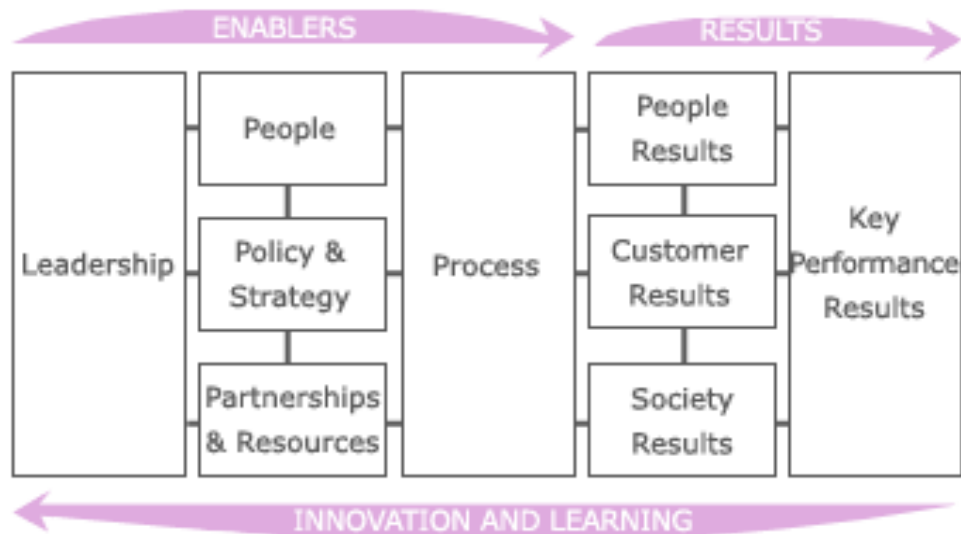 ENABLERS
RESULTS
Leadership
People
Policy &
Strategy
Partnerships
& Resources
Process
People
Results
Customer
Results
Society
Results
Key
Performance
Results
INNOVATION AND LEARNING